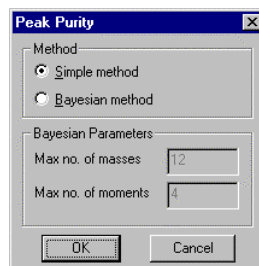 Peak Purity
Method
Simple method
Bayesian method
Bayesian Parameters
Max no. of masses 12
Max no. of moments 4
OK Cancel